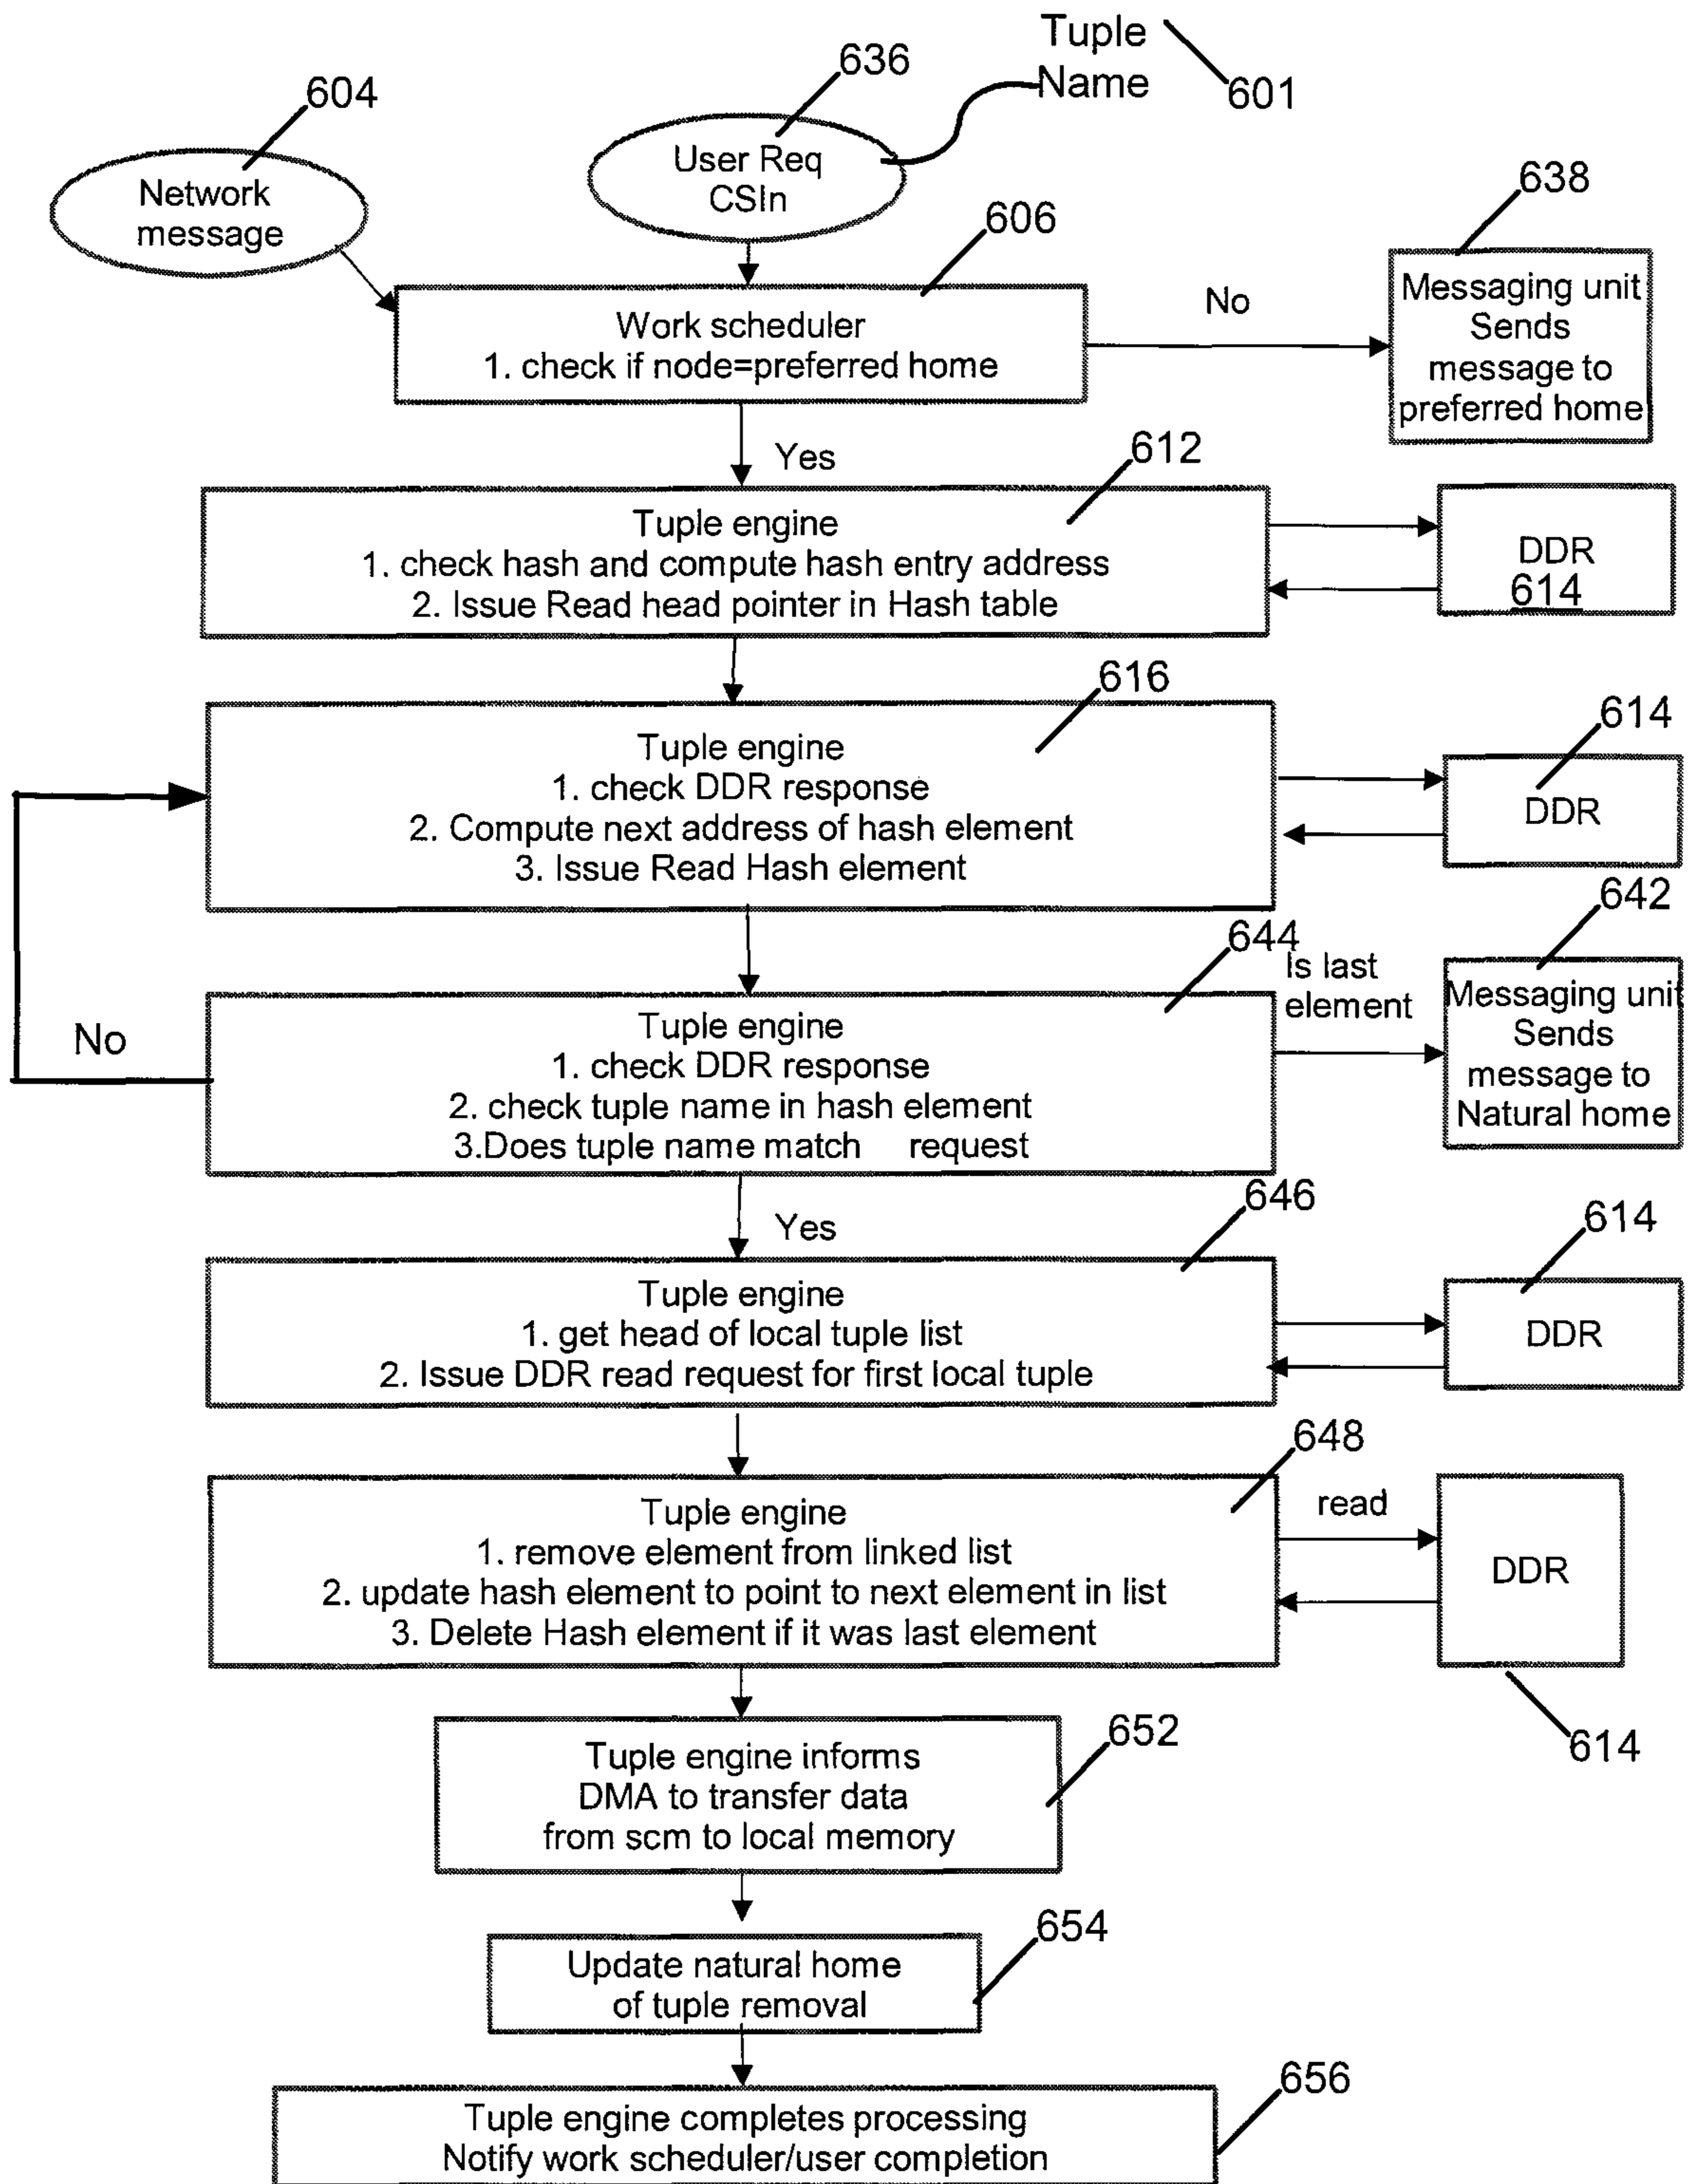 Tuple
Name
601
636
604
User Req
CSIn
Network
message
606
638
Work scheduler
1. check if node=preferred home
No
Messaging unit
Sends
message to
preferred home
Yes
612
Tuple engine
1. check hash and compute hash entry address
2. Issue Read head pointer in Hash table
DDR
614
616
Tuple engine
1. check DDR response
2. Compute next address of hash element
3. Issue Read Hash element
614
DDR
642
644
Is last
element
Messaging unit
Sends
message to
Natural home
No
Tuple engine
1. check DDR response
2. check tuple name in hash element
3.Does tuple name match request
Yes
646
614
Tuple engine
1. get head of local tuple list
2. Issue DDR read request for first local tuple
DDR
648
Tuple engine
1. remove element from linked list
2. update hash element to point to next element in list
3. Delete Hash element if it was last element
read
DDR
614
652
Tuple engine informs
DMA to transfer data
from scm to local memory
654
Update natural home
of tuple removal
656
Tuple engine completes processing
Notify work scheduler/user completion